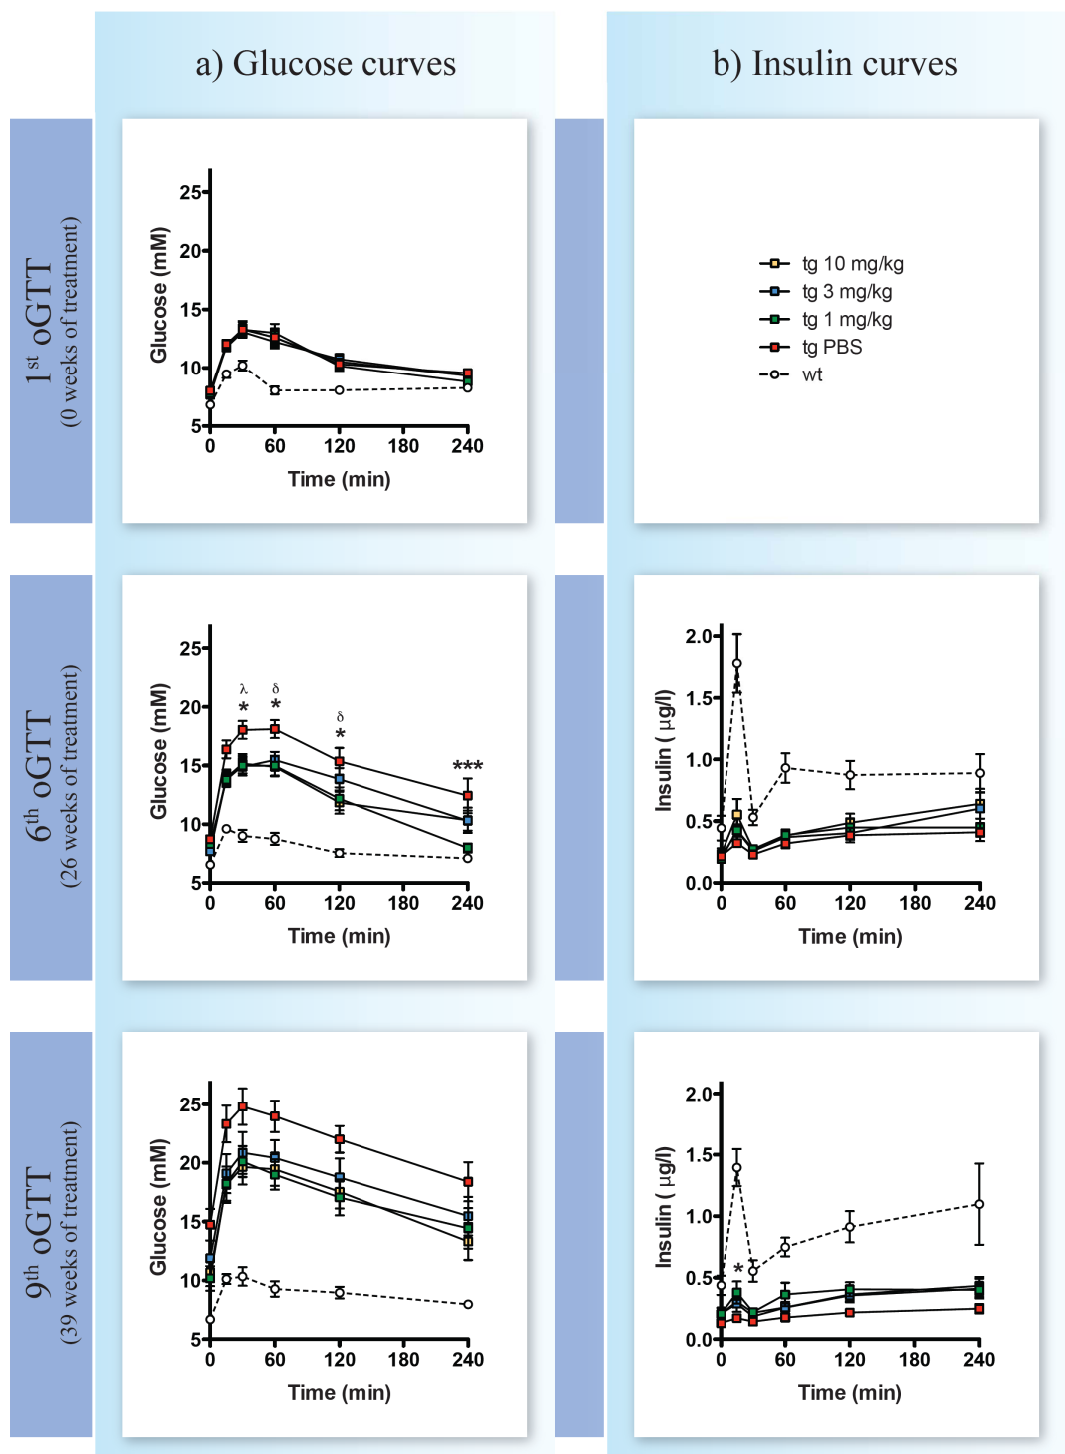 a) Glucose curves
b) Insulin curves
1st oGTT
(0 weeks of treatment)
25
20
15
10
5
Glucose (mM)
0 60 120 180 240
Time (min)
tg 10 mg/kg
tg 3 mg/kg
tg 1 mg/kg
tg PBS
wt
6th oGTT
(26 weeks of treatment)
25
20
15
10
5
Glucose (mM)
λ
*
δ
*
δ
*
***
0 60 120 180 240
Time (min)
2.0
1.5
1.0
0.5
0.0
Insulin ( μg/l)
0 60 120 180 240
Time (min)
9th oGTT
(39 weeks of treatment)
25
20
15
10
5
Glucose (mM)
0 60 120 180 240
Time (min)
2.0
1.5
1.0
0.5
0.0
Insulin ( μg/l)
*
0 60 120 180 240
Time (min)